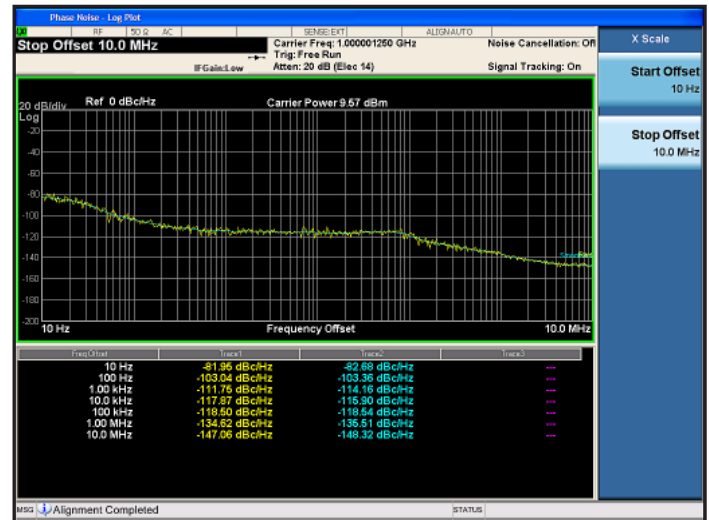 Phase Noise - Log Plot
RF 50 Ω AC SENSE:EXT ALIGNAUTO
Stop Offset 10.0 MHz
Carrier Freq: 1.000001250 GHz
Noise Cancellation: Off
Trig: Free Run
IFGain:Low
Atten: 20 dB (Elec 14)
Signal Tracking: On
X Scale
Start Offset
10 Hz
Stop Offset
10.0 MHz
20 dB/div Ref 0 dBc/Hz Carrier Power 9.57 dBm
Log
-20
-40
-60
-80
-100
-120
-140
-160
-180
-200
10 Hz Frequency Offset 10.0 MHz
Freq Offset Trace1 Trace2 Trace3
10 Hz -81.95 dBc/Hz -82.68 dBc/Hz ---
100 Hz -103.04 dBc/Hz -103.36 dBc/Hz ---
1.00 kHz -111.75 dBc/Hz -114.16 dBc/Hz ---
10.0 kHz -117.87 dBc/Hz -115.90 dBc/Hz ---
100 kHz -118.50 dBc/Hz -118.54 dBc/Hz ---
1.00 MHz -134.62 dBc/Hz -135.51 dBc/Hz ---
10.0 MHz -147.06 dBc/Hz -148.32 dBc/Hz ---
MSG Alignment Completed STATUS